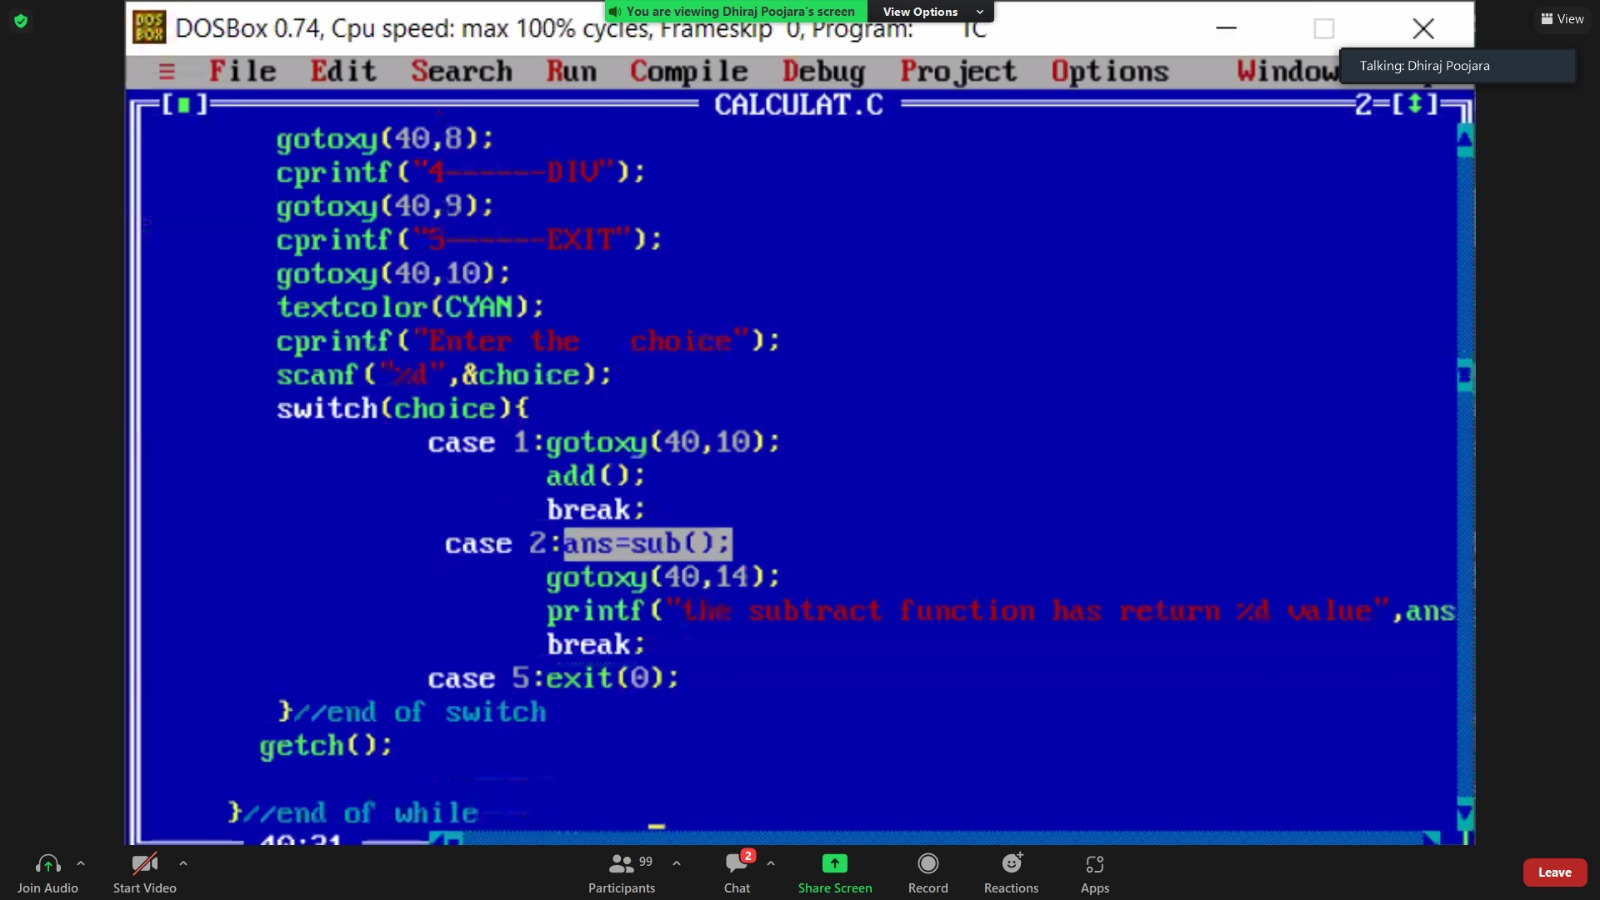 You are viewing Dhiraj Poojara's screen View Options
View
DOSBox 0.74, Cpu speed: max 100% cycles, Frameskip 0, Program: TC
Talking: Dhiraj Poojara
≡ File Edit Search Run Compile Debug Project Options Window
[■] CALCULAT.C 2=[↕]
gotoxy(40,8);
cprintf("4------DIV");
gotoxy(40,9);
cprintf("5------EXIT");
gotoxy(40,10);
textcolor(CYAN);
cprintf("Enter the choice");
scanf("%d",&choice);
switch(choice){
case 1:gotoxy(40,10);
add();
break;
case 2:ans=sub();
gotoxy(40,14);
printf("the subtract function has return %d value",ans
break;
case 5:exit(0);
}//end of switch
getch();
}//end of while
Join Audio Start Video 99 Participants 2 Chat Share Screen Record Reactions Apps Leave